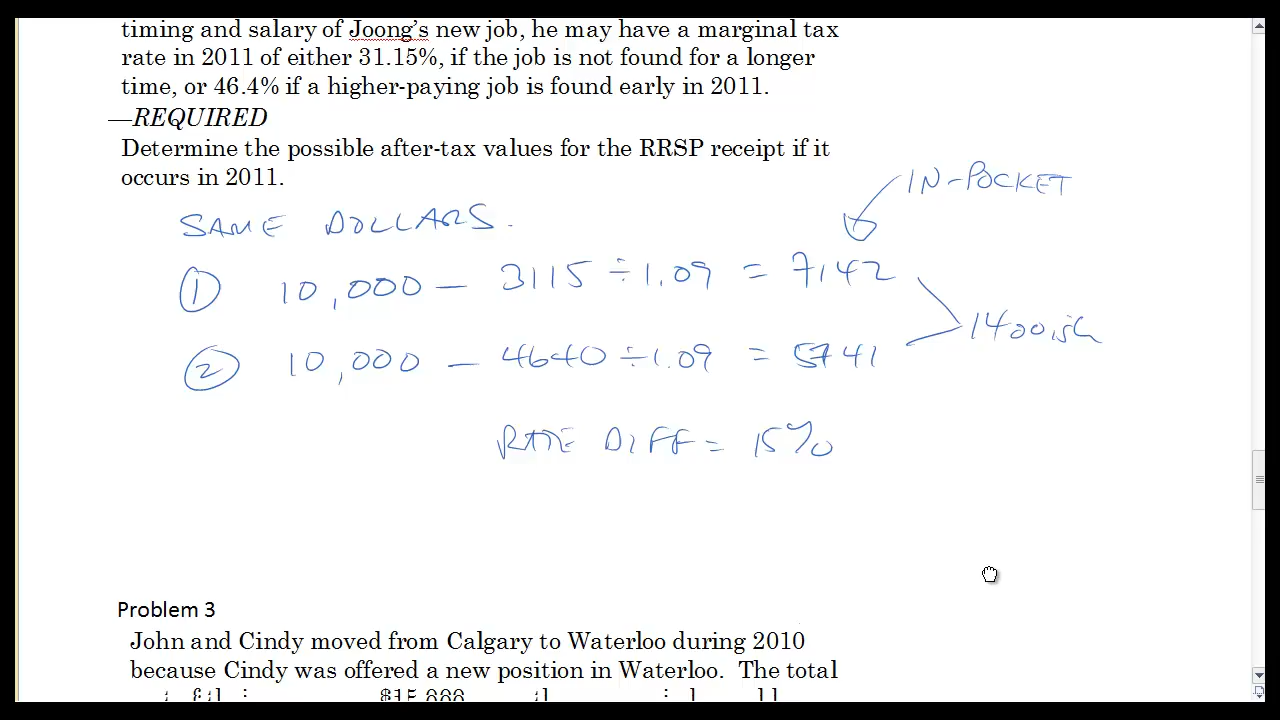 timing and salary of Joong's new job, he may have a marginal tax
rate in 2011 of either 31.15%, if the job is not found for a longer
time, or 46.4% if a higher-paying job is found early in 2011.
—REQUIRED
Determine the possible after-tax values for the RRSP receipt if it
occurs in 2011.
IN-POCKET
SAME DOLLARS.
① 10,000 — 3115 ÷ 1.09 = 7,142
1400ish
② 10,000 — 4640 ÷ 1.09 = 5741
RATE DIFF = 15%
Problem 3
John and Cindy moved from Calgary to Waterloo during 2010
because Cindy was offered a new position in Waterloo. The total